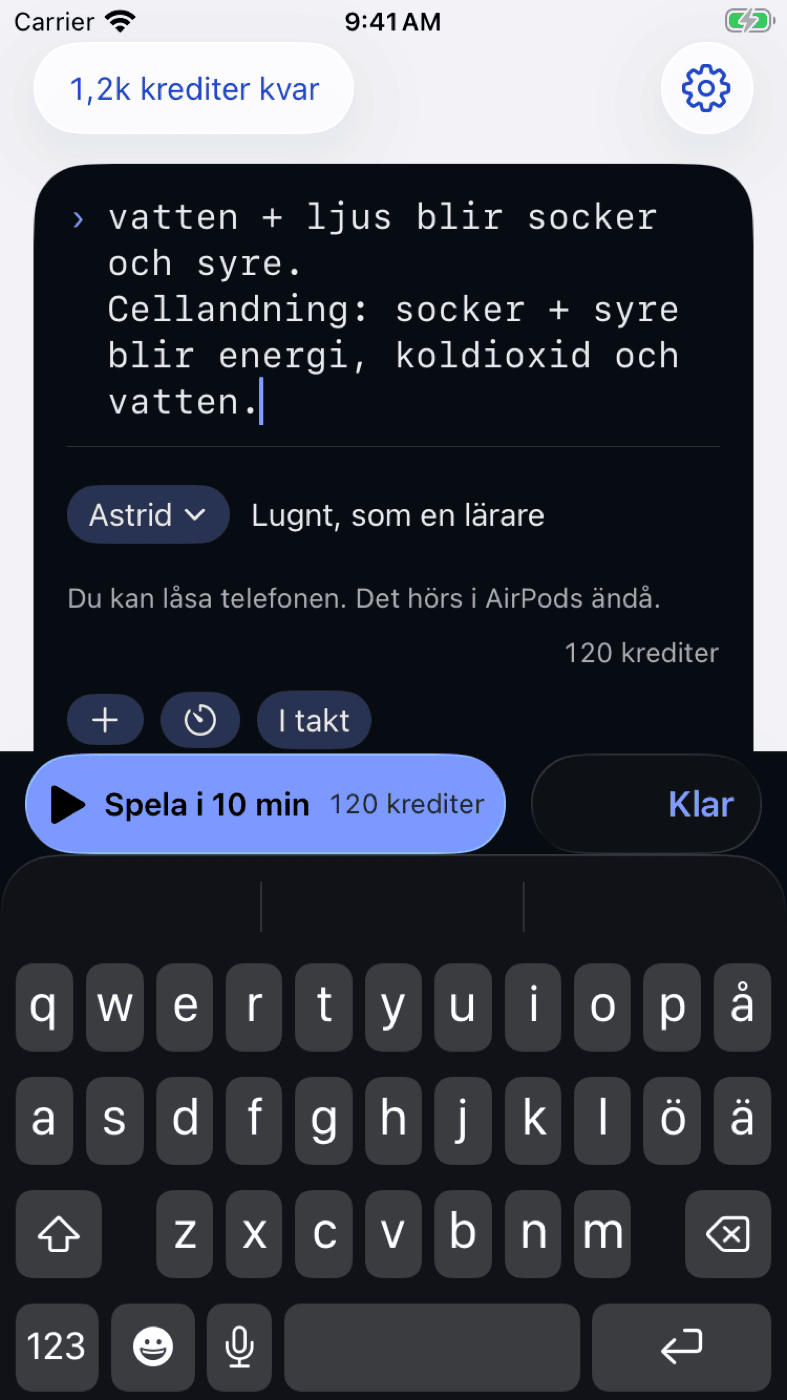 Carrier 9:41 AM
1,2k krediter kvar
› vatten + ljus blir socker
och syre.
Cellandning: socker + syre
blir energi, koldioxid och
vatten.
Astrid Lugnt, som en lärare
Du kan låsa telefonen. Det hörs i AirPods ändå.
120 krediter
+ I takt
Spela i 10 min 120 krediter Klar
q w e r t y u i o p å
a s d f g h j k l ö ä
z x c v b n m
123